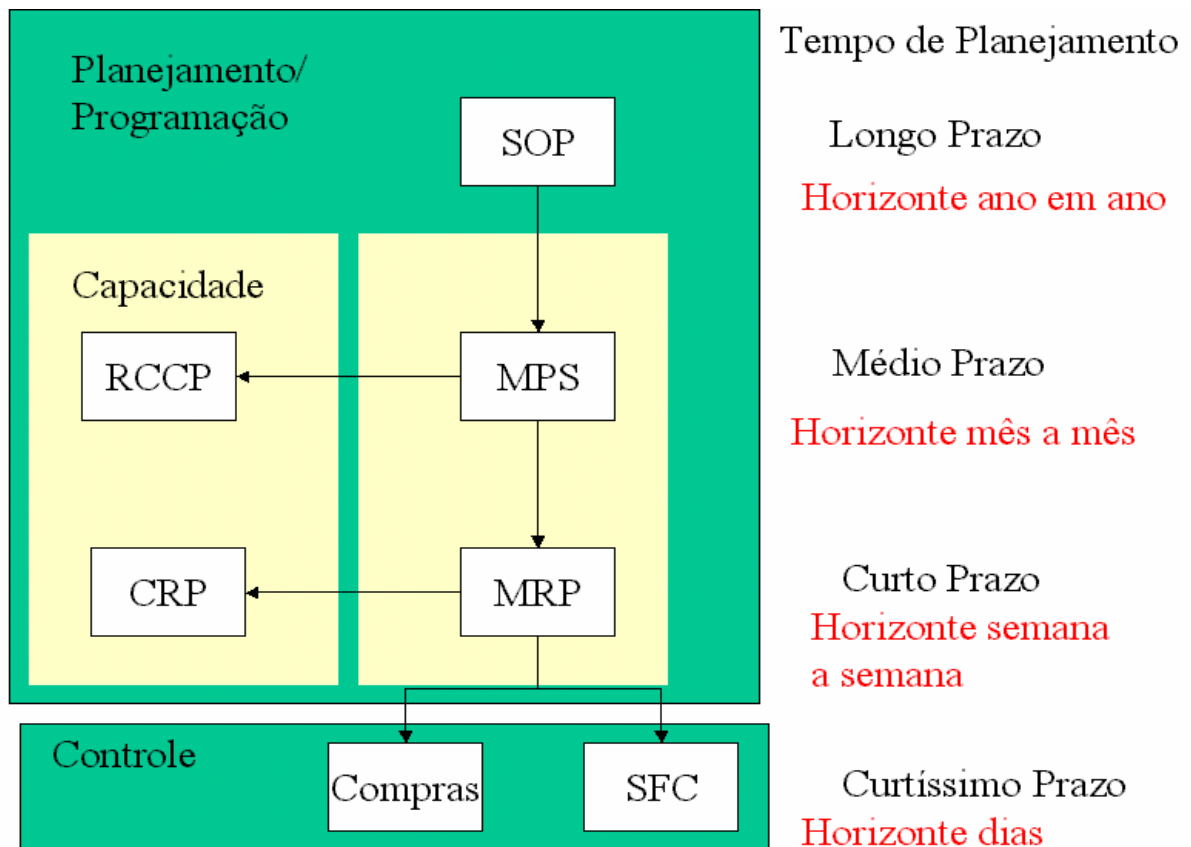 Tempo de Planejamento
Planejamento/
Programação
SOP
Longo Prazo
Horizonte ano em ano
Capacidade
RCCP
MPS
Médio Prazo
Horizonte mês a mês
CRP
MRP
Curto Prazo
Horizonte semana
a semana
Controle
Compras
SFC
Curtíssimo Prazo
Horizonte dias